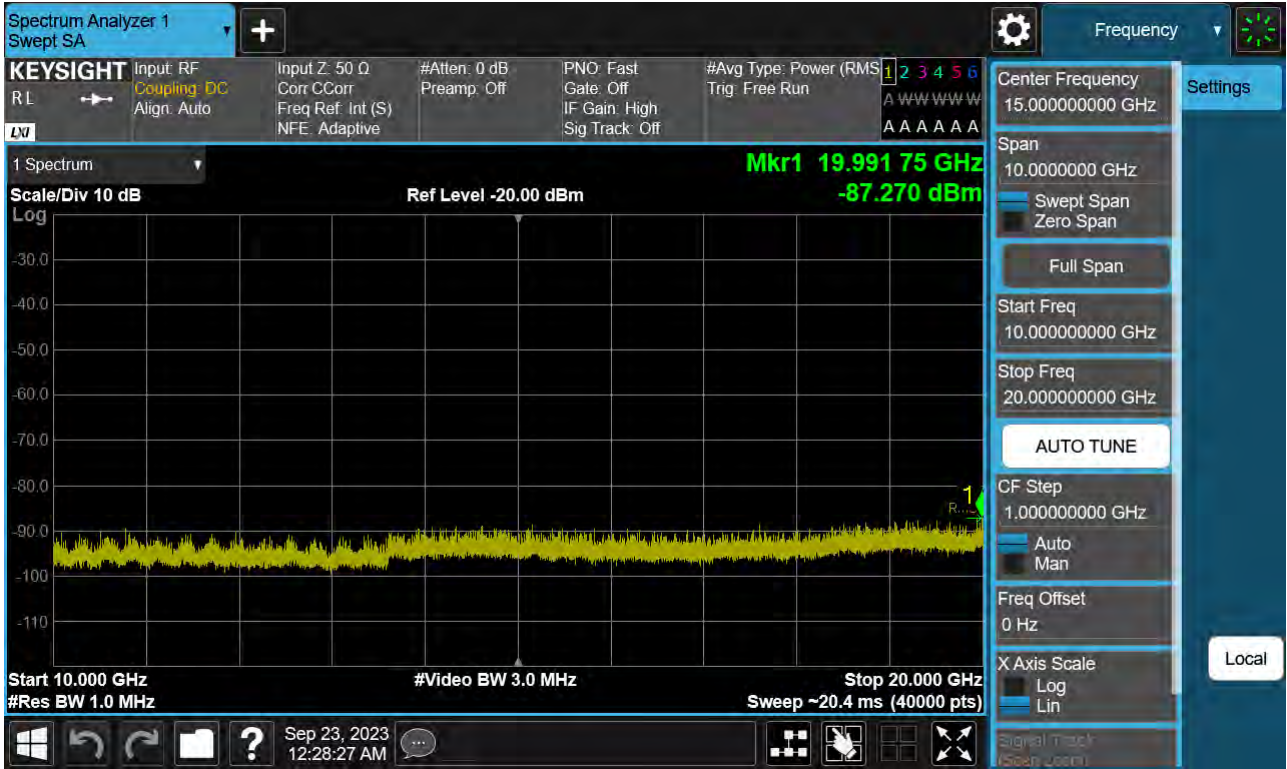 Spectrum Analyzer 1
Swept SA
Frequency
KEYSIGHT
R L
LXI
Input: RF
Coupling: DC
Align: Auto
Input Z: 50 Ω
Corr CCorr
Freq Ref: Int (S)
NFE: Adaptive
#Atten: 0 dB
Preamp: Off
PNO: Fast
Gate: Off
IF Gain: High
Sig Track: Off
#Avg Type: Power (RMS
Trig: Free Run
1 2 3 4 5 6
A W W W W W
A A A A A A
1 Spectrum
Scale/Div 10 dB
Log
Ref Level -20.00 dBm
Mkr1 19.991 75 GHz
-87.270 dBm
-30.0
-40.0
-50.0
-60.0
-70.0
-80.0
-90.0
-100
-110
1
Start 10.000 GHz
#Res BW 1.0 MHz
#Video BW 3.0 MHz
Stop 20.000 GHz
Sweep ~20.4 ms (40000 pts)
Center Frequency
15.000000000 GHz
Span
10.0000000 GHz
Swept Span
Zero Span
Full Span
Start Freq
10.000000000 GHz
Stop Freq
20.000000000 GHz
AUTO TUNE
CF Step
1.000000000 GHz
Auto
Man
Freq Offset
0 Hz
X Axis Scale
Log
Lin
Signal Track
(Span Zoom)
Settings
Local
?
Sep 23, 2023
12:28:27 AM